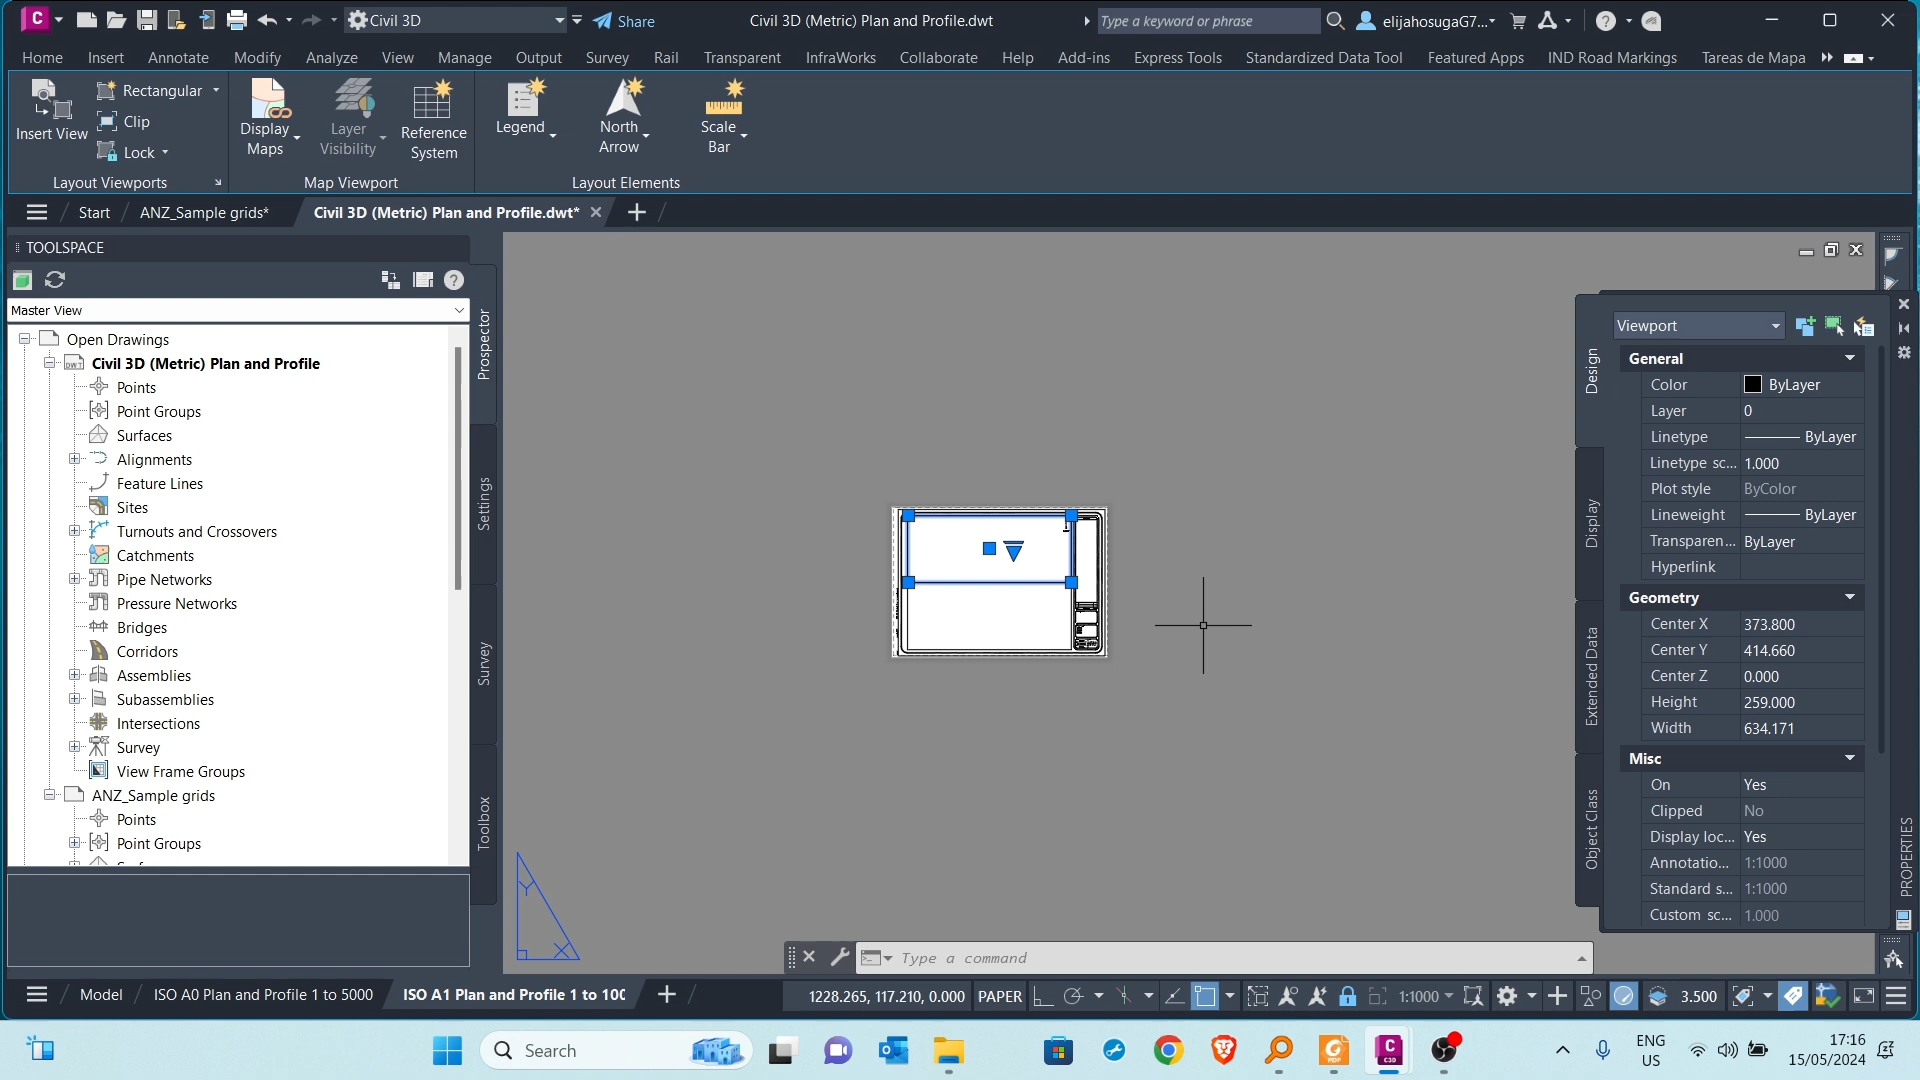 Civil 3D
Share
Civil 3D (Metric) Plan and Profile.dwt
Type a keyword or phrase
elijahosugaG7...
Home Insert Annotate Modify Analyze View Manage Output Survey Rail Transparent InfraWorks Collaborate Help Add-ins Express Tools Standardized Data Tool Featured Apps IND Road Markings Tareas de Mapa
Insert View
Rectangular
Clip
Lock
Display Maps
Layer Visibility
Reference System
Legend
North Arrow
Scale Bar
Layout Viewports
Map Viewport
Layout Elements
Start
ANZ_Sample grids*
Civil 3D (Metric) Plan and Profile.dwt*
TOOLSPACE
Master View
Open Drawings
Civil 3D (Metric) Plan and Profile
Points
Point Groups
Surfaces
Alignments
Feature Lines
Sites
Turnouts and Crossovers
Catchments
Pipe Networks
Pressure Networks
Bridges
Corridors
Assemblies
Subassemblies
Intersections
Survey
View Frame Groups
ANZ_Sample grids
Points
Point Groups
Prospector
Settings
Survey
Toolbox
Y
X
Viewport
Design
Display
Extended Data
Object Class
PROPERTIES
General
Color ByLayer
Layer 0
Linetype ByLayer
Linetype sc... 1.000
Plot style ByColor
Lineweight ByLayer
Transparen... ByLayer
Hyperlink
Geometry
Center X 373.800
Center Y 414.660
Center Z 0.000
Height 259.000
Width 634.171
Misc
On Yes
Clipped No
Display loc... Yes
Annotatio... 1:1000
Standard s... 1:1000
Custom sc... 1.000
Type a command
Model
ISO A0 Plan and Profile 1 to 5000
ISO A1 Plan and Profile 1 to 100
1228.265, 117.210, 0.000
PAPER
1:1000
3.500
Search
ENG
US
17:16
15/05/2024